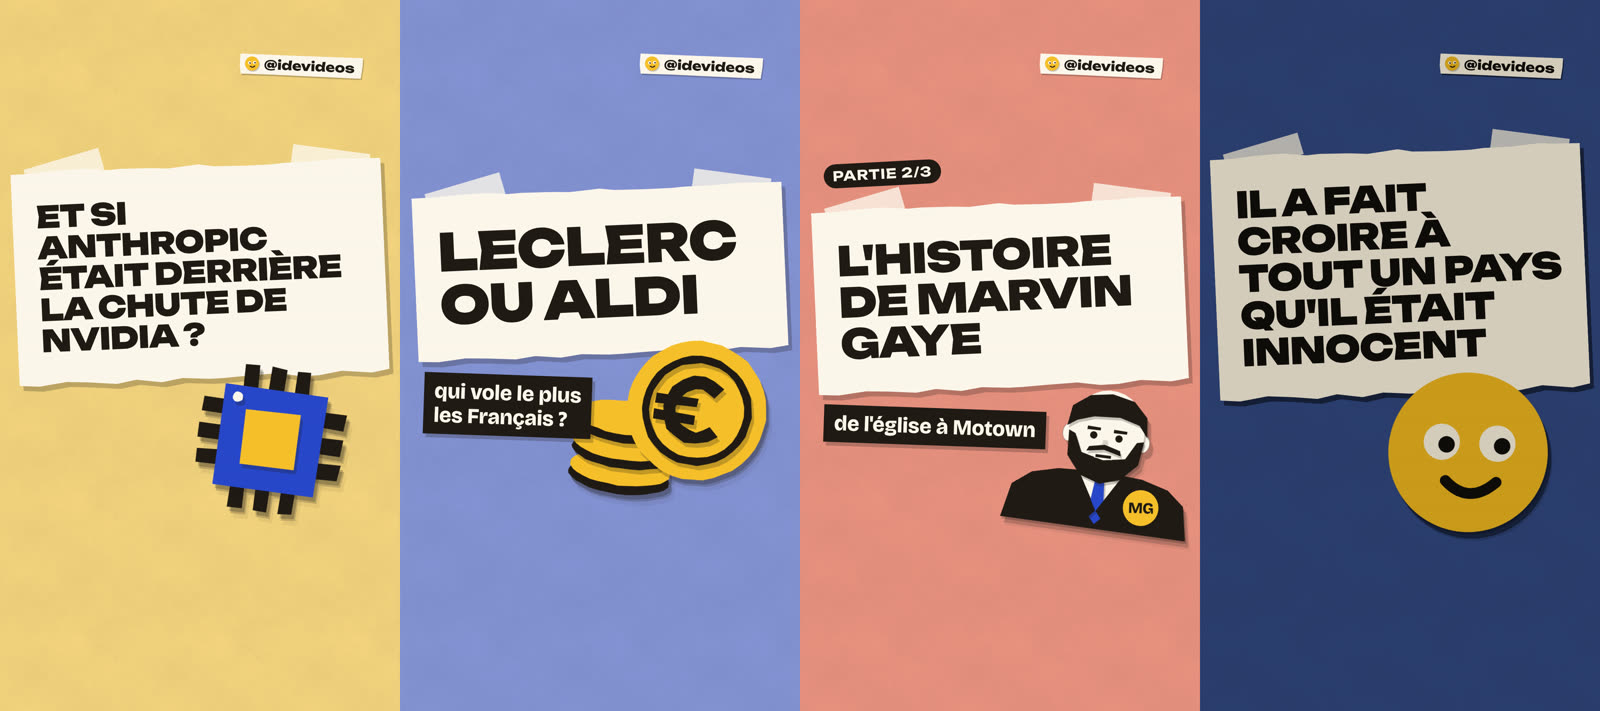 @idevideos
ET SI
ANTHROPIC
ÉTAIT DERRIÈRE
LA CHUTE DE
NVIDIA ?
@idevideos
LECLERC
OU ALDI
qui vole le plus
les Français ?
€
@idevideos
PARTIE 2/3
L'HISTOIRE
DE MARVIN
GAYE
de l'église à Motown
MG
@idevideos
IL A FAIT
CROIRE À
TOUT UN PAYS
QU'IL ÉTAIT
INNOCENT